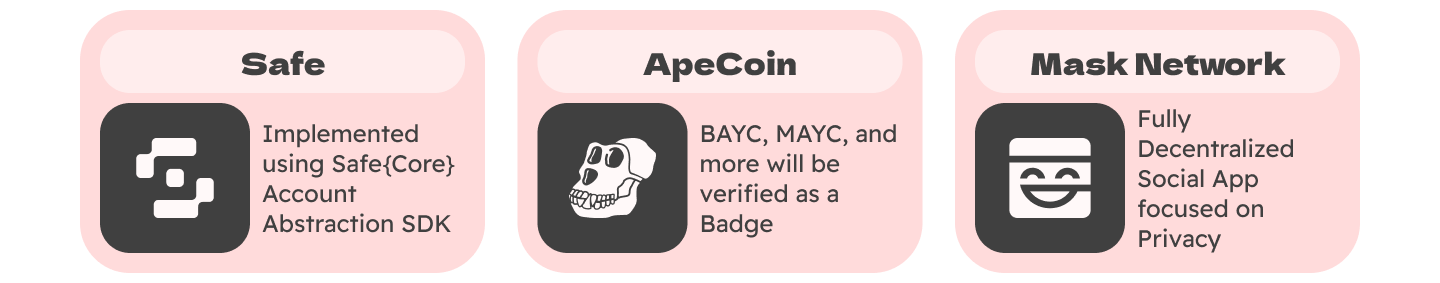 Safe
Implemented
using Safe{Core}
Account
Abstraction SDK
ApeCoin
BAYC, MAYC, and
more will be
verified as a
Badge
Mask Network
Fully
Decentralized
Social App
focused on
Privacy